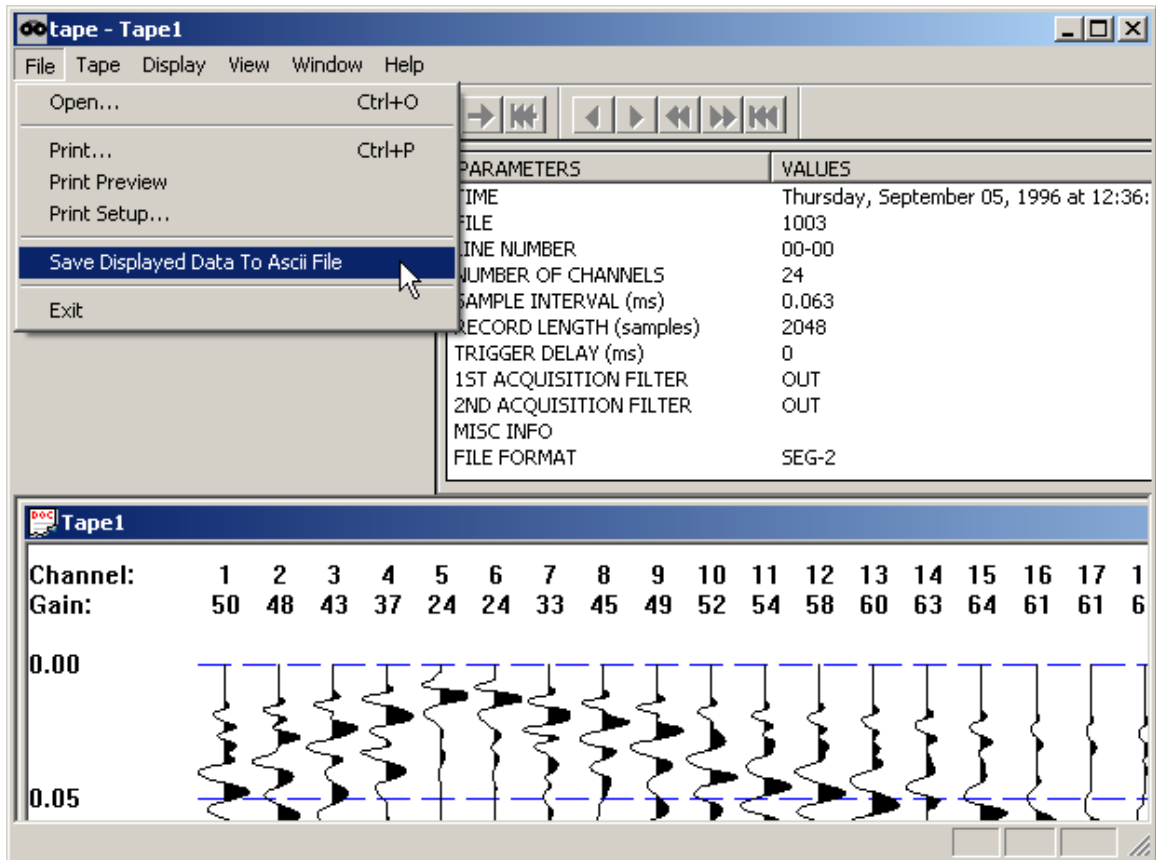 tape - Tape1
File Tape Display View Window Help
Open... Ctrl+O
Print... Ctrl+P
Print Preview
Print Setup...
Save Displayed Data To Ascii File
Exit
PARAMETERS VALUES
TIME Thursday, September 05, 1996 at 12:36:
FILE 1003
LINE NUMBER 00-00
NUMBER OF CHANNELS 24
SAMPLE INTERVAL (ms) 0.063
RECORD LENGTH (samples) 2048
TRIGGER DELAY (ms) 0
1ST ACQUISITION FILTER OUT
2ND ACQUISITION FILTER OUT
MISC INFO
FILE FORMAT SEG-2
DOC
Tape1
Channel: 1 2 3 4 5 6 7 8 9 10 11 12 13 14 15 16 17 1
Gain: 50 48 43 37 24 24 33 45 49 52 54 58 60 63 64 61 61 6
0.00
0.05